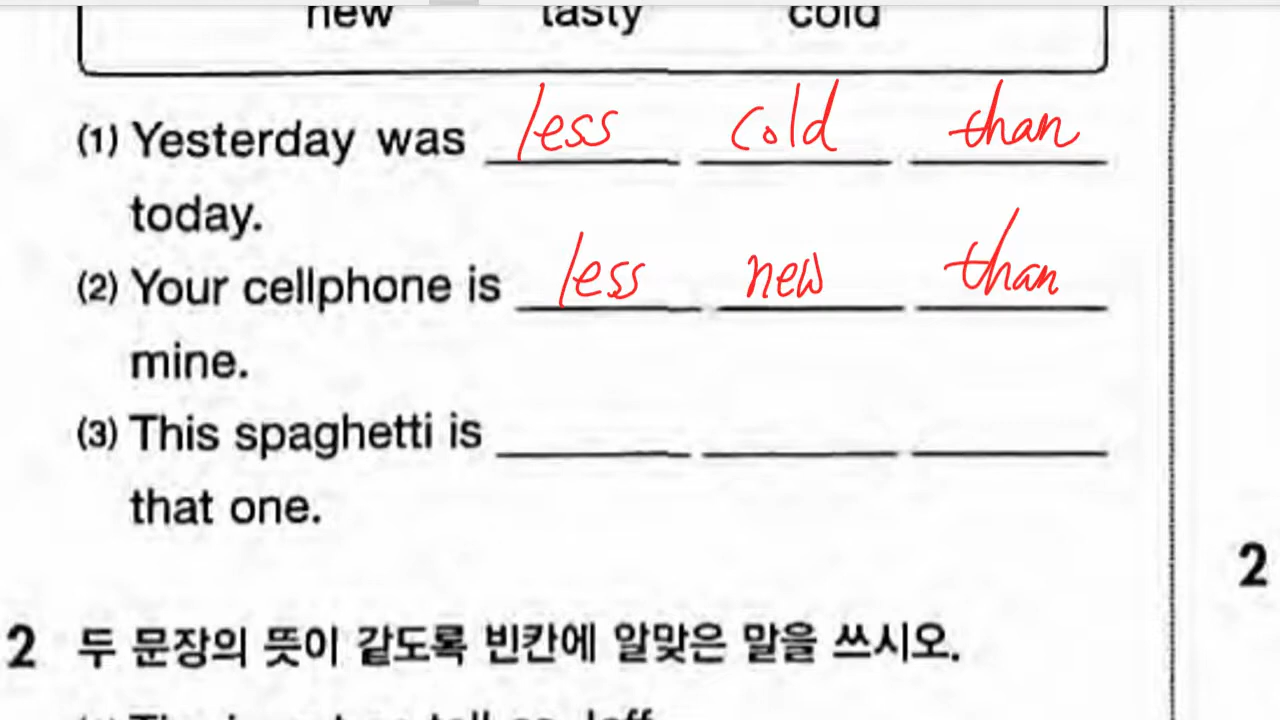 new tasty cold
(1) Yesterday was less cold than
today.
(2) Your cellphone is less new than
mine.
(3) This spaghetti is
that one.
2
2 두 문장의 뜻이 같도록 빈칸에 알맞은 말을 쓰시오.